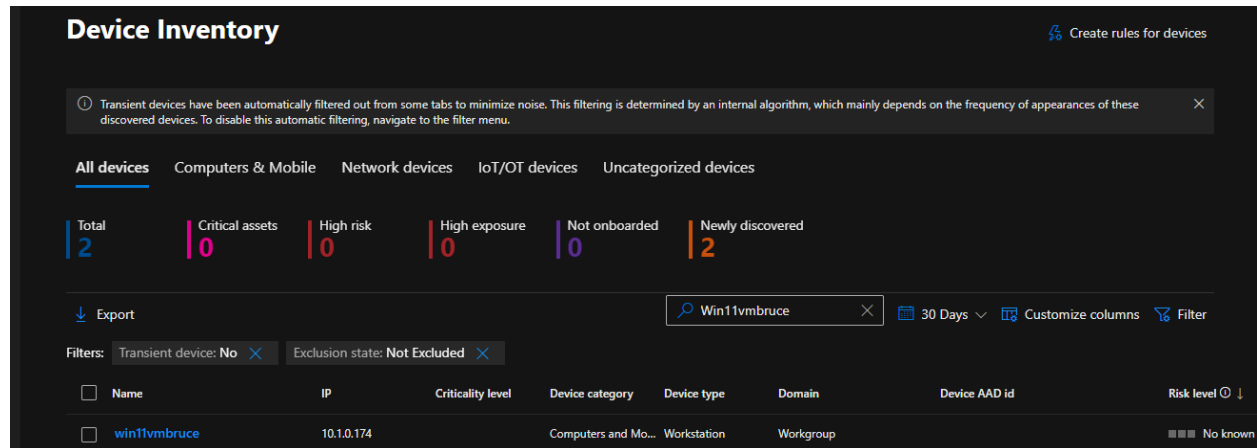 Device Inventory
Create rules for devices
Transient devices have been automatically filtered out from some tabs to minimize noise. This filtering is determined by an internal algorithm, which mainly depends on the frequency of appearances of these
discovered devices. To disable this automatic filtering, navigate to the filter menu.
All devices Computers & Mobile Network devices IoT/OT devices Uncategorized devices
Total Critical assets High risk High exposure Not onboarded Newly discovered
2 0 0 0 0 2
Export Win11vmbruce 30 Days Customize columns Filter
Filters: Transient device: No Exclusion state: Not Excluded
Name IP Criticality level Device category Device type Domain Device AAD id Risk level
win11vmbruce 10.1.0.174 Computers and Mo... Workstation Workgroup No known